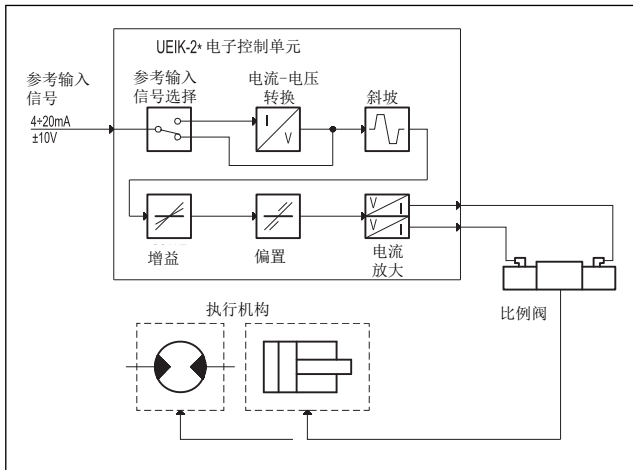 UEIK-2* 电子控制单元
参考输入
信号
4÷20mA
±10V
参考输入
信号选择
电流-电压
转换
斜坡
I
V
增益
偏置
V
I
V
I
电流
放大
比例阀
执行机构